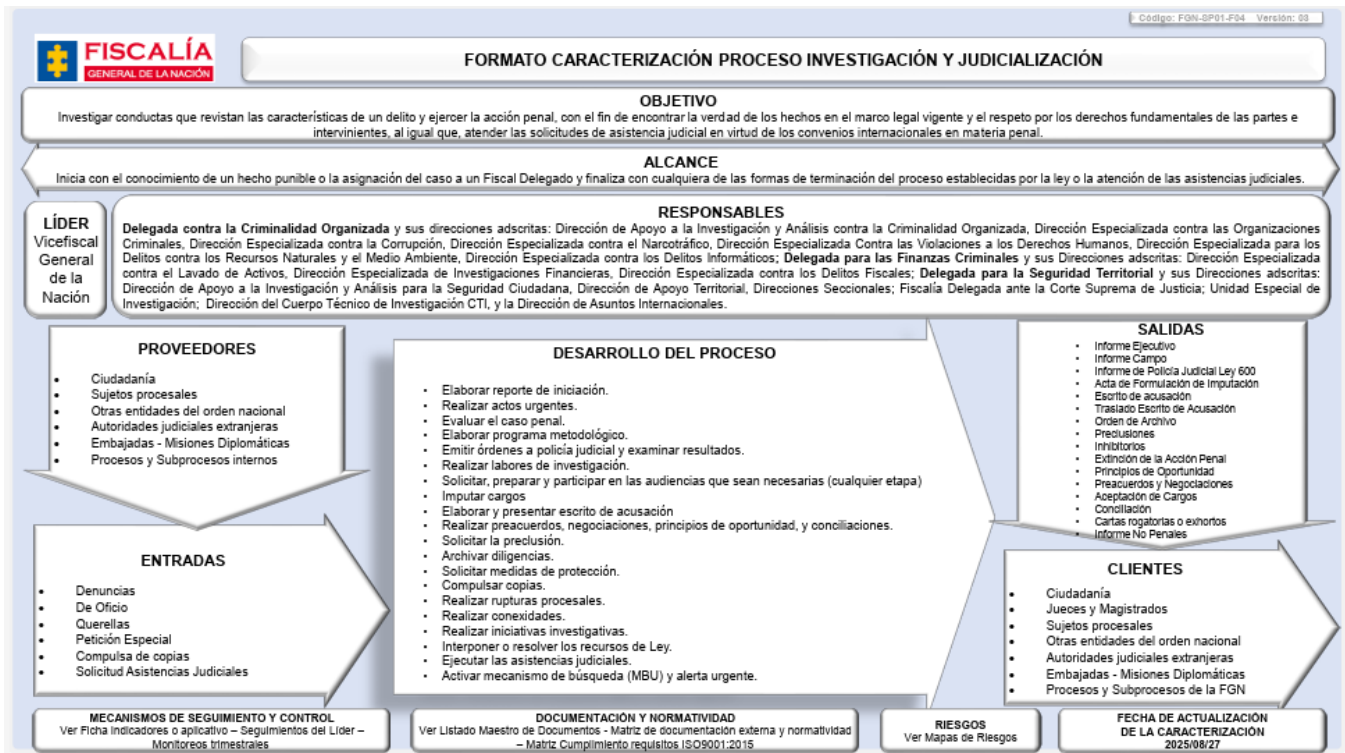 Código: FGN-SP01-F04 Versión: 03
FISCALÍA
GENERAL DE LA NACIÓN
FORMATO CARACTERIZACIÓN PROCESO INVESTIGACIÓN Y JUDICIALIZACIÓN
OBJETIVO
Investigar conductas que revistan las características de un delito y ejercer la acción penal, con el fin de encontrar la verdad de los hechos en el marco legal vigente y el respeto por los derechos fundamentales de las partes e
intervinientes, al igual que, atender las solicitudes de asistencia judicial en virtud de los convenios internacionales en materia penal.
ALCANCE
Inicia con el conocimiento de un hecho punible o la asignación del caso a un Fiscal Delegado y finaliza con cualquiera de las formas de terminación del proceso establecidas por la ley o la atención de las asistencias judiciales.
LÍDER
Vicefiscal
General
de la
Nación
RESPONSABLES
Delegada contra la Criminalidad Organizada y sus direcciones adscritas: Dirección de Apoyo a la Investigación y Análisis contra la Criminalidad Organizada, Dirección Especializada contra las Organizaciones
Criminales, Dirección Especializada contra la Corrupción, Dirección Especializada contra el Narcotráfico, Dirección Especializada Contra las Violaciones a los Derechos Humanos, Dirección Especializada para los
Delitos contra los Recursos Naturales y el Medio Ambiente, Dirección Especializada contra los Delitos Informáticos; Delegada para las Finanzas Criminales y sus Direcciones adscritas: Dirección Especializada
contra el Lavado de Activos, Dirección Especializada de Investigaciones Financieras, Dirección Especializada contra los Delitos Fiscales; Delegada para la Seguridad Territorial y sus Direcciones adscritas:
Dirección de Apoyo a la Investigación y Análisis para la Seguridad Ciudadana, Dirección de Apoyo Territorial, Direcciones Seccionales; Fiscalía Delegada ante la Corte Suprema de Justicia; Unidad Especial de
Investigación; Dirección del Cuerpo Técnico de Investigación CTI, y la Dirección de Asuntos Internacionales.
PROVEEDORES
• Ciudadanía
• Sujetos procesales
• Otras entidades del orden nacional
• Autoridades judiciales extranjeras
• Embajadas - Misiones Diplomáticas
• Procesos y Subprocesos internos
ENTRADAS
• Denuncias
• De Oficio
• Querellas
• Petición Especial
• Compulsa de copias
• Solicitud Asistencias Judiciales
DESARROLLO DEL PROCESO
• Elaborar reporte de iniciación.
• Realizar actos urgentes.
• Evaluar el caso penal.
• Elaborar programa metodológico.
• Emitir órdenes a policía judicial y examinar resultados.
• Realizar labores de investigación.
• Solicitar, preparar y participar en las audiencias que sean necesarias (cualquier etapa)
• Imputar cargos
• Elaborar y presentar escrito de acusación
• Realizar preacuerdos, negociaciones, principios de oportunidad, y conciliaciones.
• Solicitar la preclusión.
• Archivar diligencias.
• Solicitar medidas de protección.
• Compulsar copias.
• Realizar rupturas procesales.
• Realizar conexidades.
• Realizar iniciativas investigativas.
• Interponer o resolver los recursos de Ley.
• Ejecutar las asistencias judiciales.
• Activar mecanismo de búsqueda (MBU) y alerta urgente.
SALIDAS
• Informe Ejecutivo
• Informe Campo
• Informe de Policía Judicial Ley 600
• Acta de Formulación de Imputación
• Escrito de acusación
• Traslado Escrito de Acusación
• Orden de Archivo
• Preclusiones
• Inhibitorios
• Extinción de la Acción Penal
• Principios de Oportunidad
• Preacuerdos y Negociaciones
• Aceptación de Cargos
• Conciliación
• Cartas rogatorias o exhortos
• Informe No Penales
CLIENTES
• Ciudadanía
• Jueces y Magistrados
• Sujetos procesales
• Otras entidades del orden nacional
• Autoridades judiciales extranjeras
• Embajadas - Misiones Diplomáticas
• Procesos y Subprocesos de la FGN
MECANISMOS DE SEGUIMIENTO Y CONTROL
Ver Ficha Indicadores o aplicativo – Seguimientos del Líder –
Monitoreos trimestrales
DOCUMENTACIÓN Y NORMATIVIDAD
Ver Listado Maestro de Documentos - Matriz de documentación externa y normatividad
– Matriz Cumplimiento requisitos ISO9001:2015
RIESGOS
Ver Mapas de Riesgos
FECHA DE ACTUALIZACIÓN
DE LA CARACTERIZACIÓN
2025/08/27